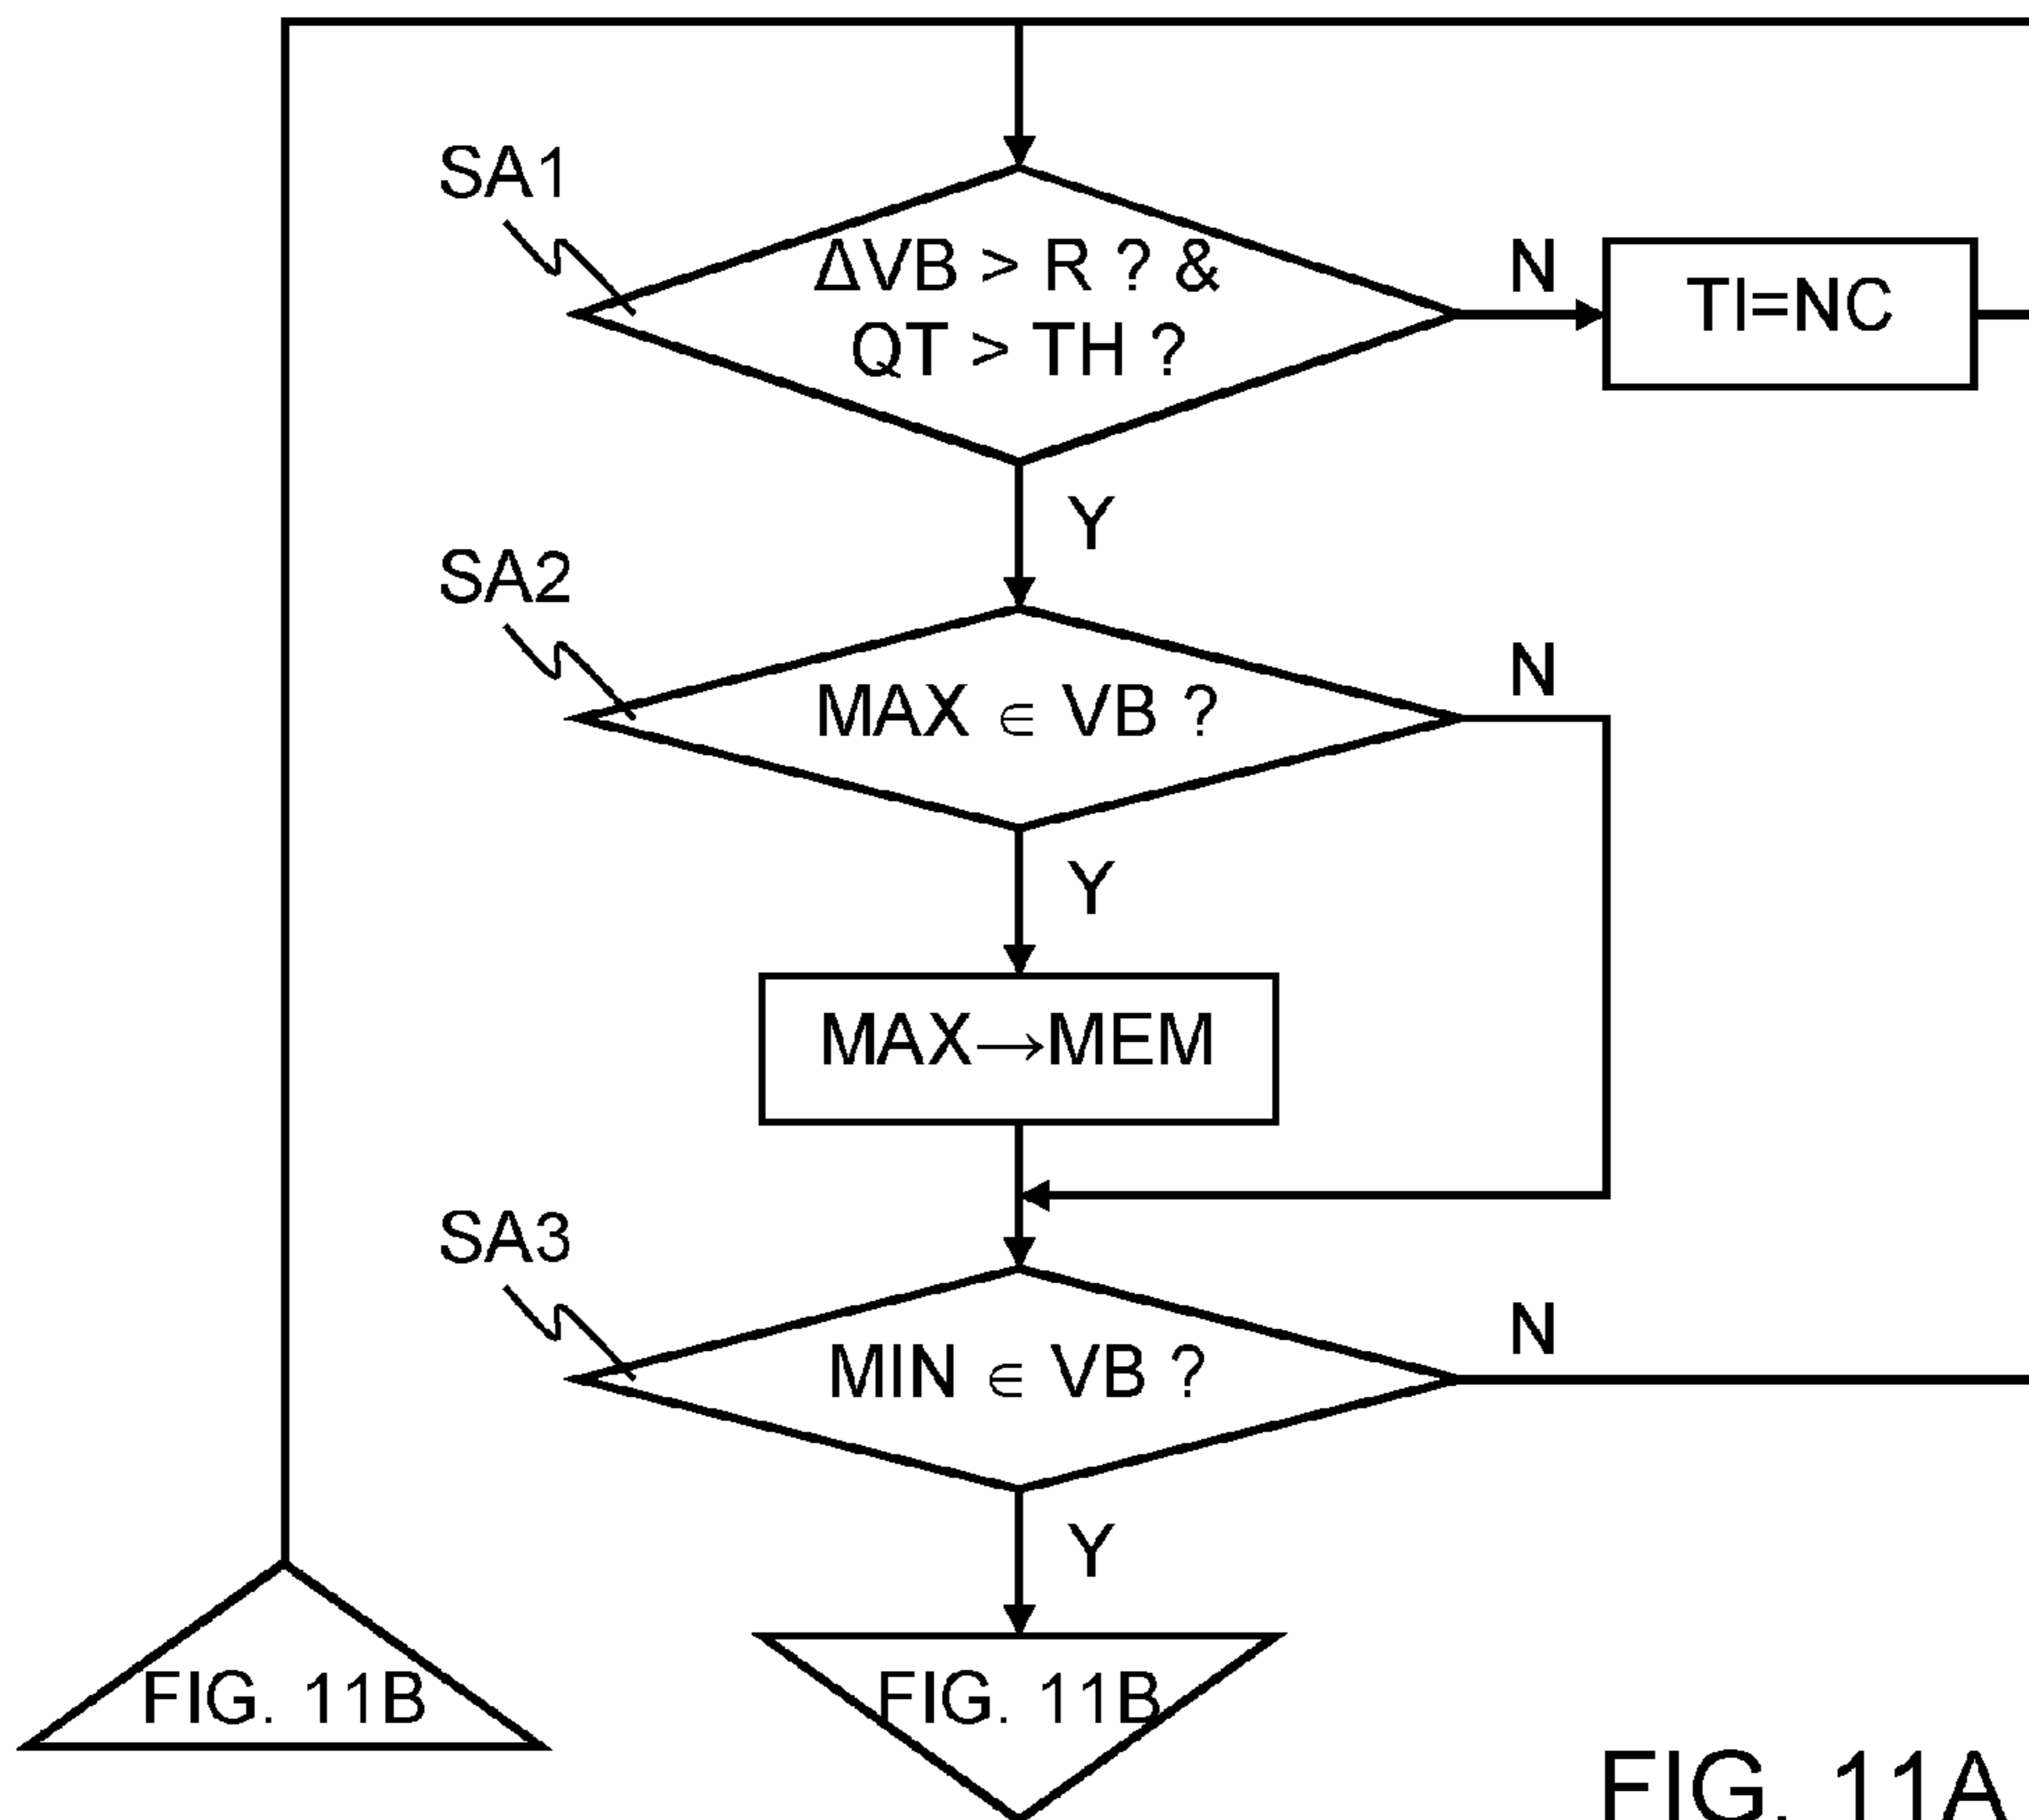 SA1
ΔVB > R ? &
QT > TH ?
N
TI=NC
Y
SA2
MAX ∈ VB ?
N
Y
MAX→MEM
SA3
MIN ∈ VB ?
N
Y
FIG. 11B
FIG. 11B
FIG. 11A